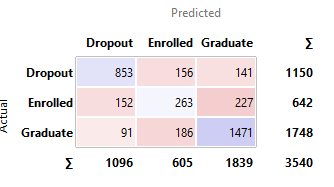 Predicted
Dropout Enrolled Graduate Σ
Dropout 853 156 141 1150
Enrolled 152 263 227 642
Graduate 91 186 1471 1748
Σ 1096 605 1839 3540
Actual